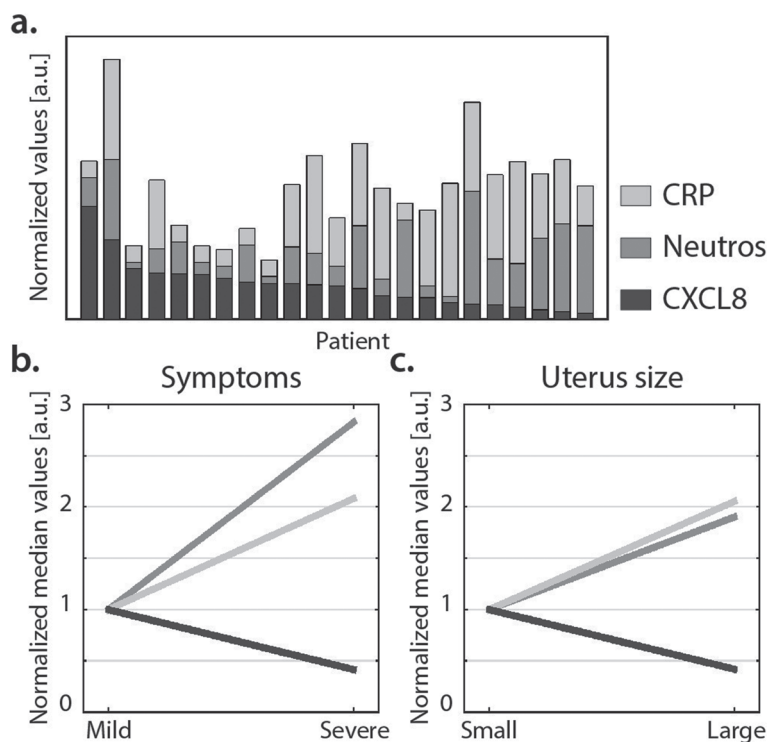 a.
Normalized values [a.u.]
CRP
Neutros
CXCL8
Patient
b.
Symptoms
Normalized median values [a.u.]
3
2
1
0
Mild
Severe
c.
Uterus size
Normalized median values [a.u.]
3
2
1
0
Small
Large